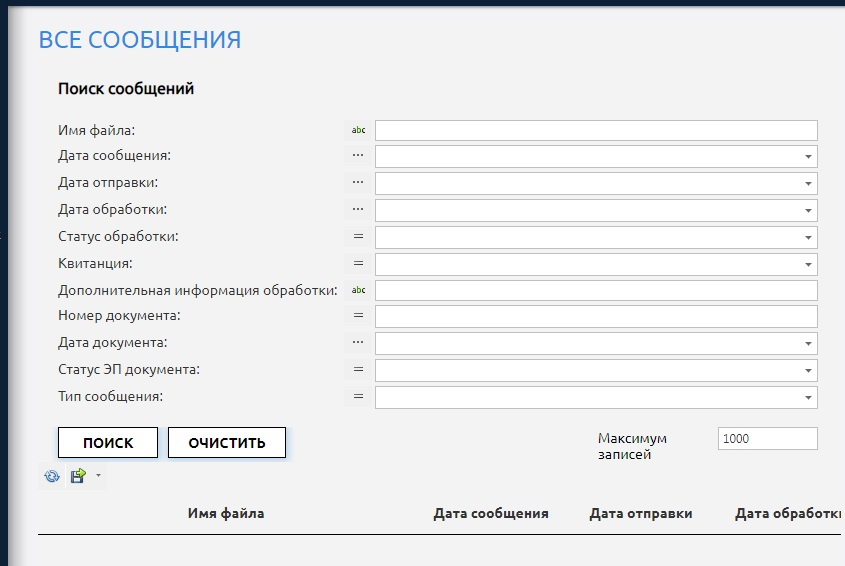 ВСЕ СООБЩЕНИЯ
Поиск сообщений
Имя файла: abc
Дата сообщения: ...
Дата отправки: ...
Дата обработки: ...
Статус обработки: =
Квитанция: =
Дополнительная информация обработки: abc
Номер документа: =
Дата документа: ...
Статус ЭП документа: =
Тип сообщения: =
ПОИСК ОЧИСТИТЬ Максимум 1000
записей
Имя файла Дата сообщения Дата отправки Дата обработки